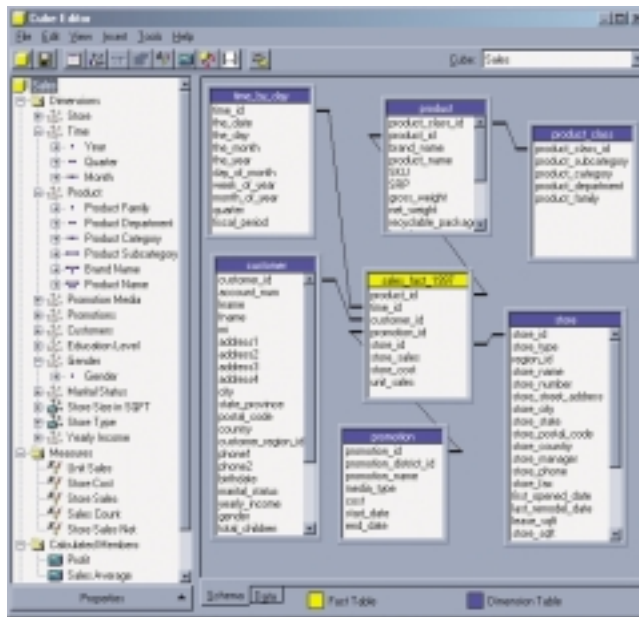 Cube Editor
File Edit View Insert Tools Help
Cube: Sales
Sales
Dimensions
Store
Time
Year
Quarter
Month
Product
Product Family
Product Department
Product Category
Product Subcategory
Brand Name
Product Name
Promotion Media
Promotions
Customers
Education Level
Gender
Gender
Marital Status
Store Size in SQFT
Store Type
Yearly Income
Measures
Unit Sales
Store Cost
Store Sales
Sales Count
Store Sales Net
Calculated Members
Profit
Sales Average
Properties
time_by_day
time_id
the_date
the_day
the_month
the_year
day_of_month
week_of_year
month_of_year
quarter
fiscal_period
product
product_class_id
product_id
brand_name
product_name
SKU
SRP
gross_weight
net_weight
recyclable_package
product_class
product_class_id
product_subcategory
product_category
product_department
product_family
customer
customer_id
account_num
lname
fname
mi
address1
address2
address3
address4
city
state_province
postal_code
country
customer_region_id
phone1
phone2
birthdate
marital_status
yearly_income
gender
total_children
sales_fact_1997
product_id
time_id
customer_id
promotion_id
store_id
store_sales
store_cost
unit_sales
store
store_id
store_type
region_id
store_name
store_number
store_street_address
store_city
store_state
store_postal_code
store_country
store_manager
store_phone
store_fax
first_opened_date
last_remodel_date
lease_sqft
store_sqft
promotion
promotion_id
promotion_district_id
promotion_name
media_type
cost
start_date
end_date
Schema Data
Fact Table
Dimension Table